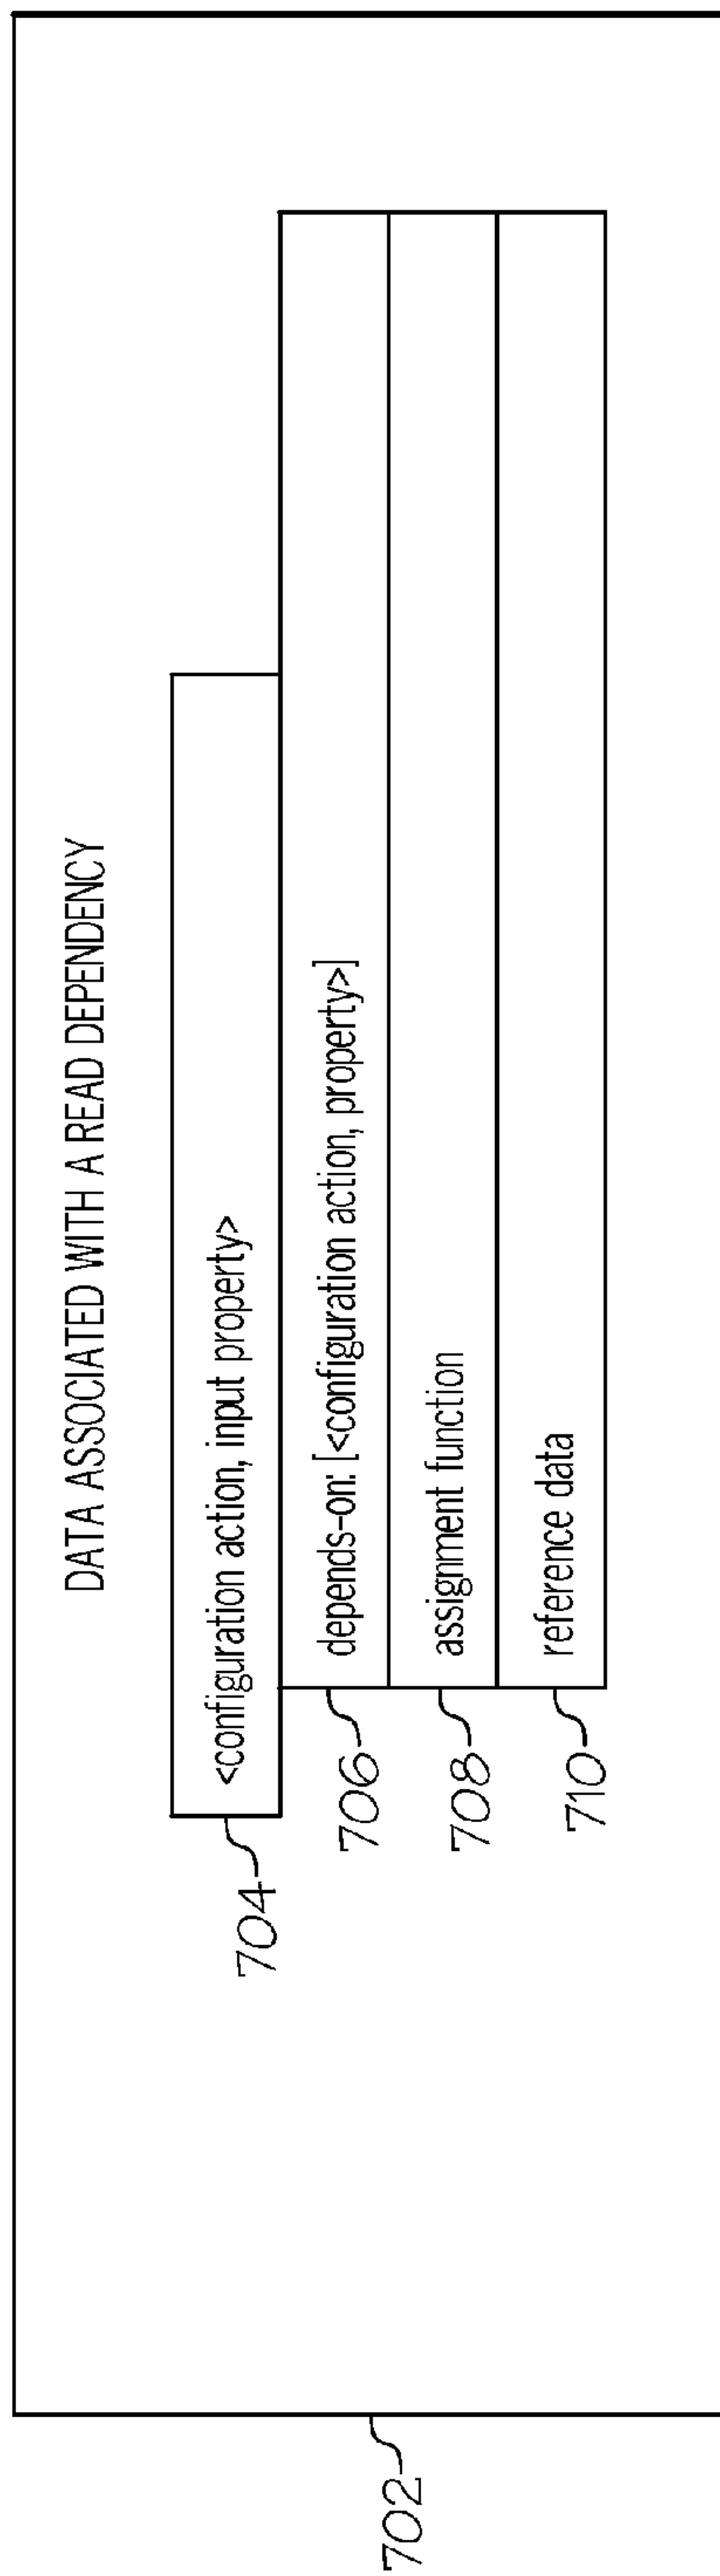 DATA ASSOCIATED WITH A READ DEPENDENCY
<configuration action, input property>
704
depends-on: [<configuration action, property>]
706
assignment function
708
reference data
710
702